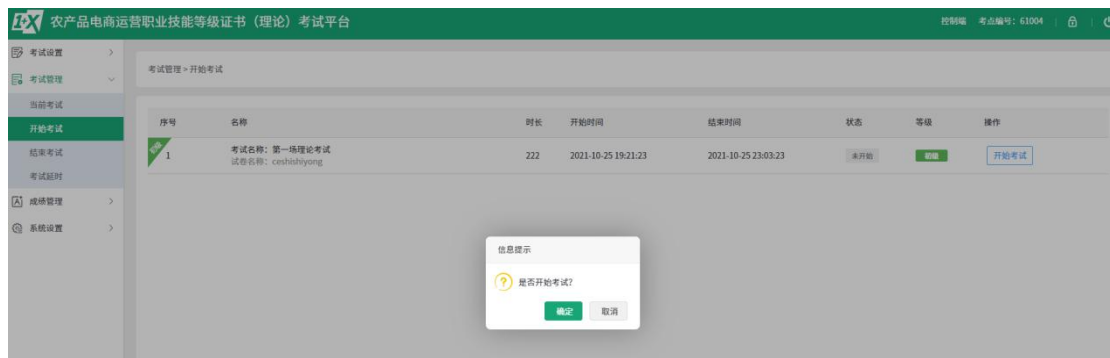 1+X 农产品电商运营职业技能等级证书（理论）考试平台
控制端 考点编号：61004
考试设置
考试管理
当前考试
开始考试
结束考试
考试延时
成绩管理
系统设置
考试管理>开始考试
序号 名称 时长 开始时间 结束时间 状态 等级 操作
初级 1 考试名称：第一场理论考试 222 2021-10-25 19:21:23 2021-10-25 23:03:23 未开始 初级 开始考试
试卷名称：ceshishiyong
信息提示
是否开始考试？
确定 取消